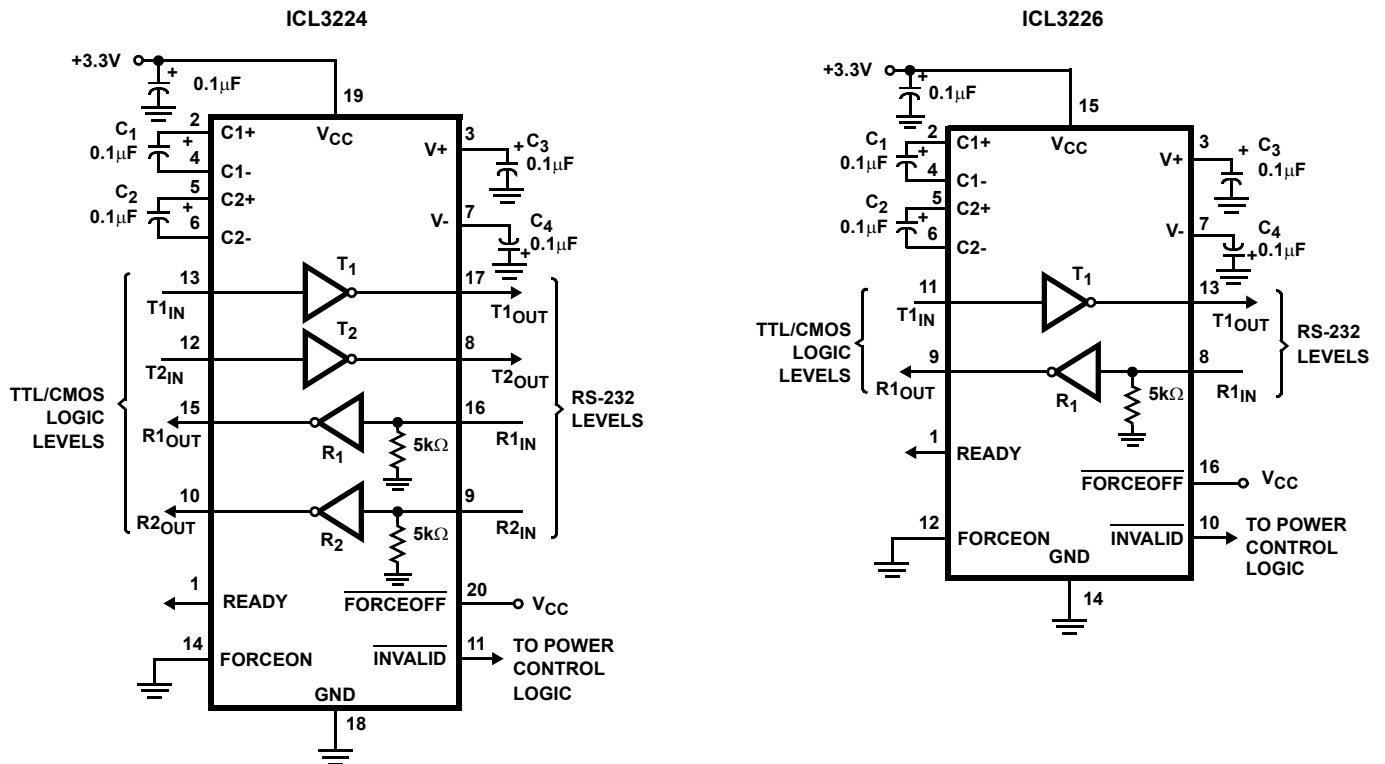 ICL3224
+3.3V
+
0.1µF
19
2
C1+
VCC
3
C1
0.1µF
+
4
C1-
V+
+
C3
0.1µF
5
C2
0.1µF
+
C2+
6
C2-
7
V-
C4
0.1µF
+
T1
13
17
T1IN
T1OUT
T2
12
8
T2IN
T2OUT
TTL/CMOS
LOGIC
LEVELS
15
16
R1OUT
R1
5kΩ
R1IN
RS-232
LEVELS
10
9
R2OUT
R2
5kΩ
R2IN
1
READY
FORCEOFF
20
VCC
14
FORCEON
INVALID
11
TO POWER
CONTROL
LOGIC
GND
18
ICL3226
+3.3V
+
0.1µF
15
2
C1+
VCC
3
C1
0.1µF
+
4
C1-
V+
+
C3
0.1µF
5
C2
0.1µF
+
C2+
6
C2-
7
V-
C4
0.1µF
+
T1
11
13
T1IN
T1OUT
TTL/CMOS
LOGIC
LEVELS
RS-232
LEVELS
9
8
R1OUT
R1
5kΩ
R1IN
1
READY
FORCEOFF
16
VCC
12
FORCEON
INVALID
10
TO POWER
CONTROL
LOGIC
GND
14